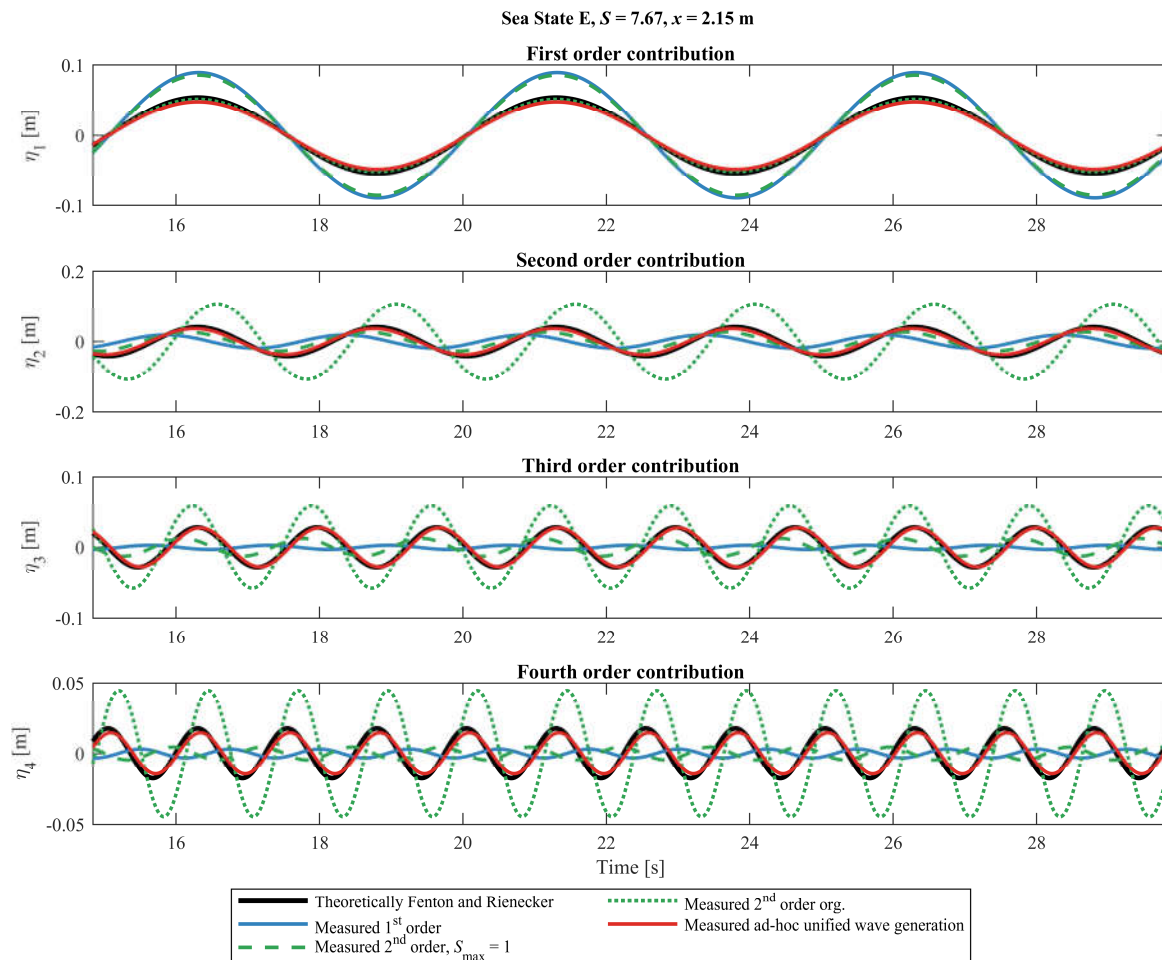 Sea State E, S = 7.67, x = 2.15 m
First order contribution
0.1
0
-0.1
η1 [m]
16 18 20 22 24 26 28
Second order contribution
0.2
0
-0.2
η2 [m]
16 18 20 22 24 26 28
Third order contribution
0.1
0
-0.1
η3 [m]
16 18 20 22 24 26 28
Fourth order contribution
0.05
0
-0.05
η4 [m]
16 18 20 22 24 26 28
Time [s]
Theoretically Fenton and Rienecker
Measured 1st order
Measured 2nd order, Smax = 1
Measured 2nd order org.
Measured ad-hoc unified wave generation